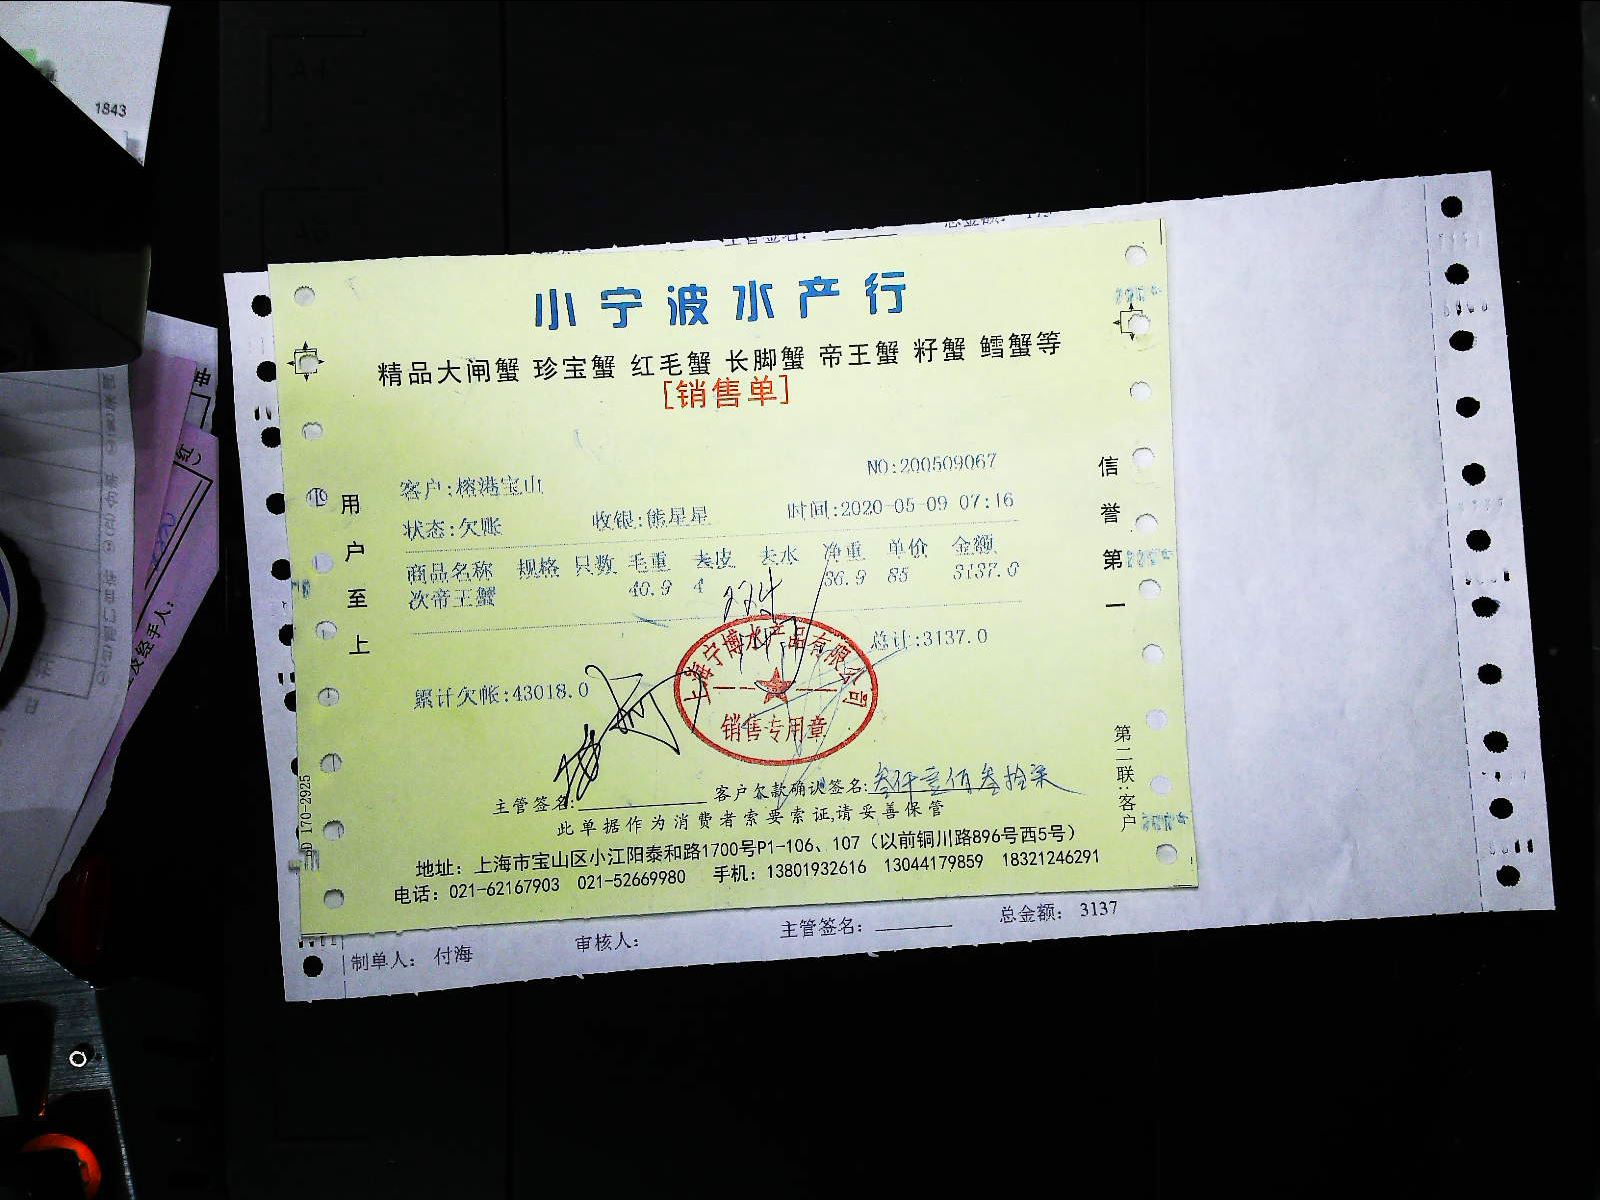 1843
小宁波水产行
精品大闸蟹 珍宝蟹 红毛蟹 长脚蟹 帝王蟹 籽蟹 鳕蟹等
[销售单]
NO:200509067
客户:榕港宝山
状态:欠账 收银:熊星星 时间:2020-05-09 07:16
商品名称 规格 只数 毛重 去皮 去水 净重 单价 金额
次帝王蟹 40.9 4 36.9 85 3137.0
总计:3137.0
累计欠帐:43018.0
上海宁博水产品有限公司
销售专用章
主管签名: 客户欠款确认签名:叁仟壹佰叁拾柒
此单据作为消费者索要索证,请妥善保管
地址：上海市宝山区小江阳泰和路1700号P1-106、107（以前铜川路896号西5号）
电话：021-62167903 021-52669980 手机：13801932616 13044179859 18321246291
用户至上
信誉第一
第二联:客户
170-2925
制单人： 付海 审核人： 主管签名： 总金额： 3137